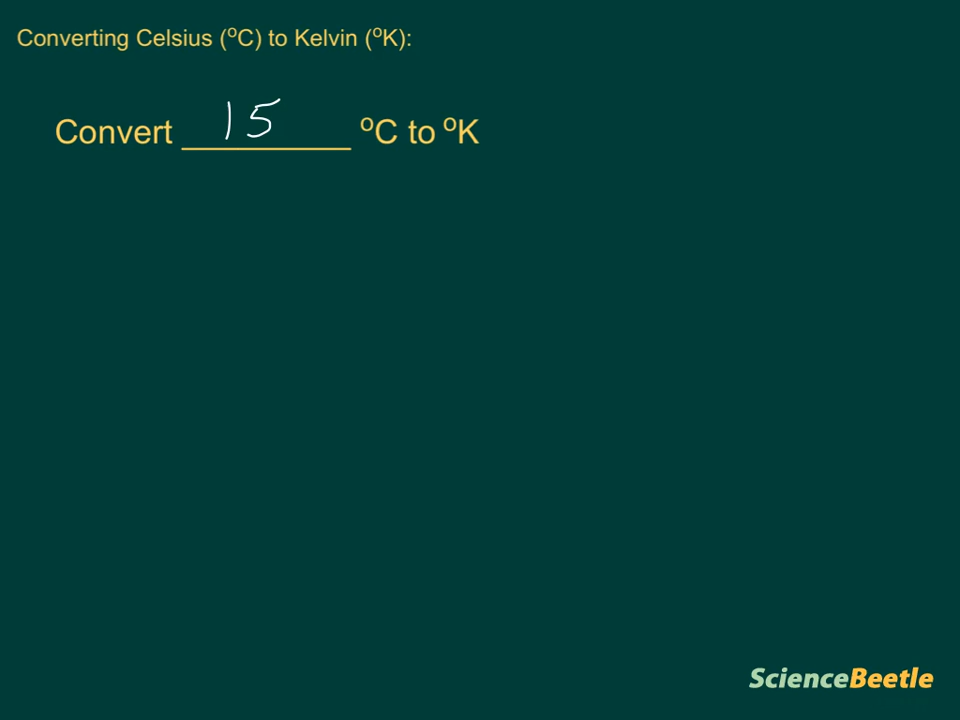 Converting Celsius (ºC) to Kelvin (ºK):
Convert 15 ºC to ºK
ScienceBeetle